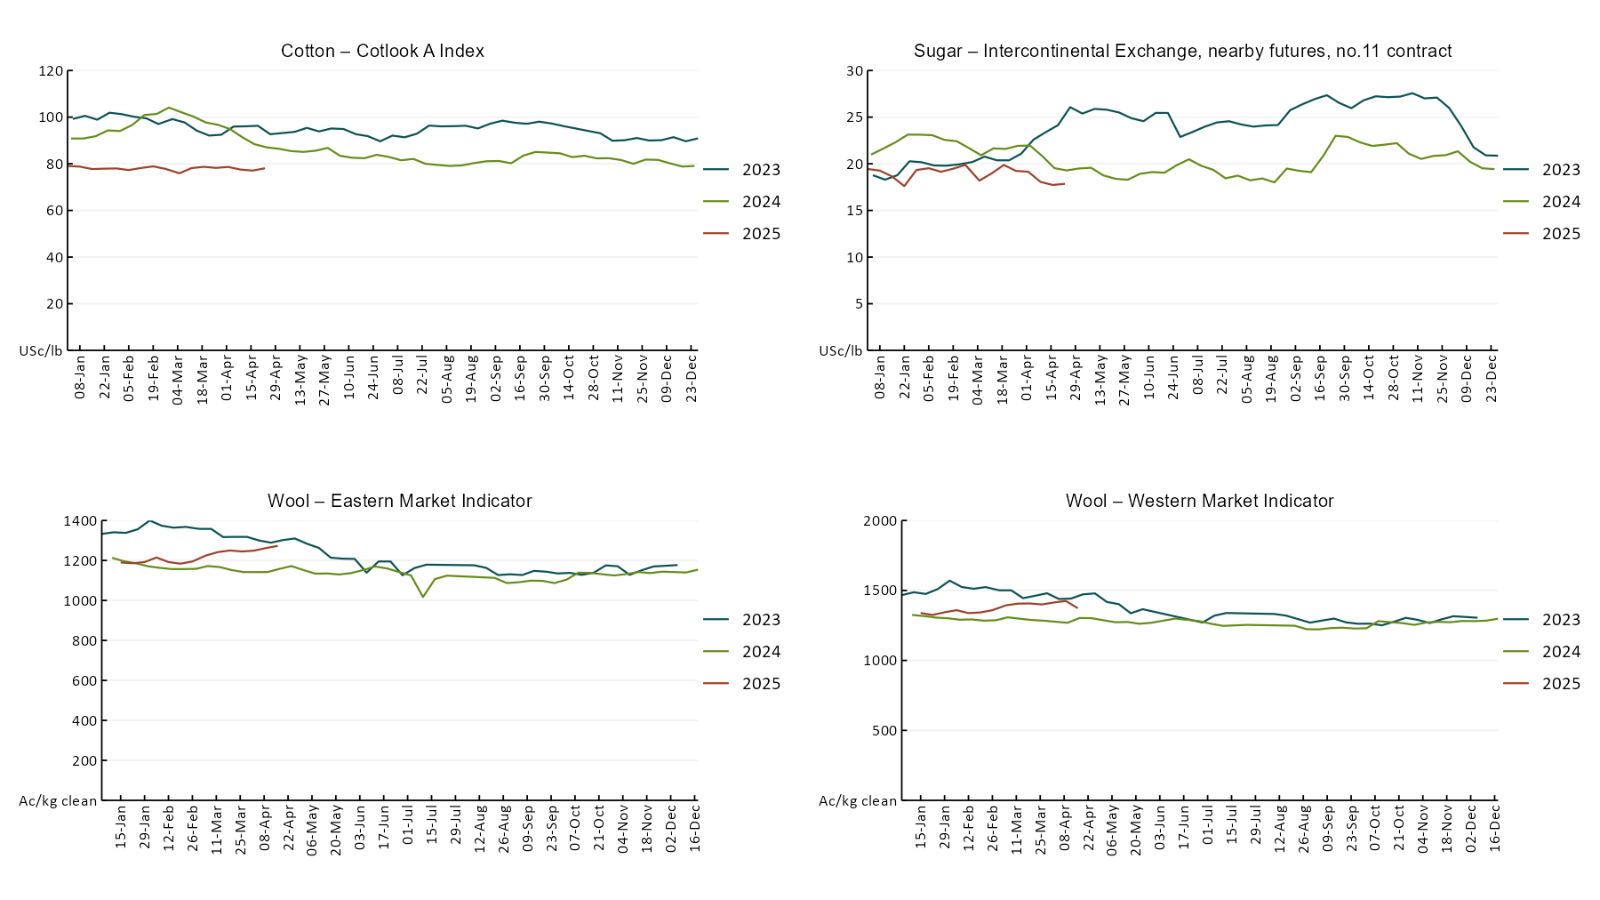 Cotton – Cotlook A Index
120
100
80
60
40
20
USc/lb
08-Jan
22-Jan
05-Feb
19-Feb
04-Mar
18-Mar
01-Apr
15-Apr
29-Apr
13-May
27-May
10-Jun
24-Jun
08-Jul
22-Jul
05-Aug
19-Aug
02-Sep
16-Sep
30-Sep
14-Oct
28-Oct
11-Nov
25-Nov
09-Dec
23-Dec
2023
2024
2025
Sugar – Intercontinental Exchange, nearby futures, no.11 contract
30
25
20
15
10
5
USc/lb
08-Jan
22-Jan
05-Feb
19-Feb
04-Mar
18-Mar
01-Apr
15-Apr
29-Apr
13-May
27-May
10-Jun
24-Jun
08-Jul
22-Jul
05-Aug
19-Aug
02-Sep
16-Sep
30-Sep
14-Oct
28-Oct
11-Nov
25-Nov
09-Dec
23-Dec
2023
2024
2025
Wool – Eastern Market Indicator
1400
1200
1000
800
600
400
200
Ac/kg clean
15-Jan
29-Jan
12-Feb
26-Feb
11-Mar
25-Mar
08-Apr
22-Apr
06-May
20-May
03-Jun
17-Jun
01-Jul
15-Jul
29-Jul
12-Aug
26-Aug
09-Sep
23-Sep
07-Oct
21-Oct
04-Nov
18-Nov
02-Dec
16-Dec
2023
2024
2025
Wool – Western Market Indicator
2000
1500
1000
500
Ac/kg clean
15-Jan
29-Jan
12-Feb
26-Feb
11-Mar
25-Mar
08-Apr
22-Apr
06-May
20-May
03-Jun
17-Jun
01-Jul
15-Jul
29-Jul
12-Aug
26-Aug
09-Sep
23-Sep
07-Oct
21-Oct
04-Nov
18-Nov
02-Dec
16-Dec
2023
2024
2025